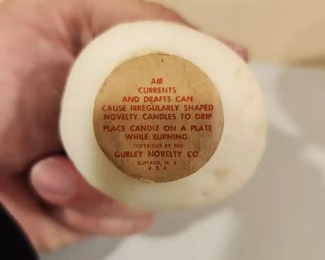 AIR
CURRENTS
AND DRAFTS CAN
CAUSE IRREGULARLY SHAPED
NOVELTY CANDLES TO DRIP
PLACE CANDLE ON A PLATE
WHILE BURNING.
COPYRIGHT BY THE
GURLEY NOVELTY CO.
BUFFALO, N. Y.
U. S. A.